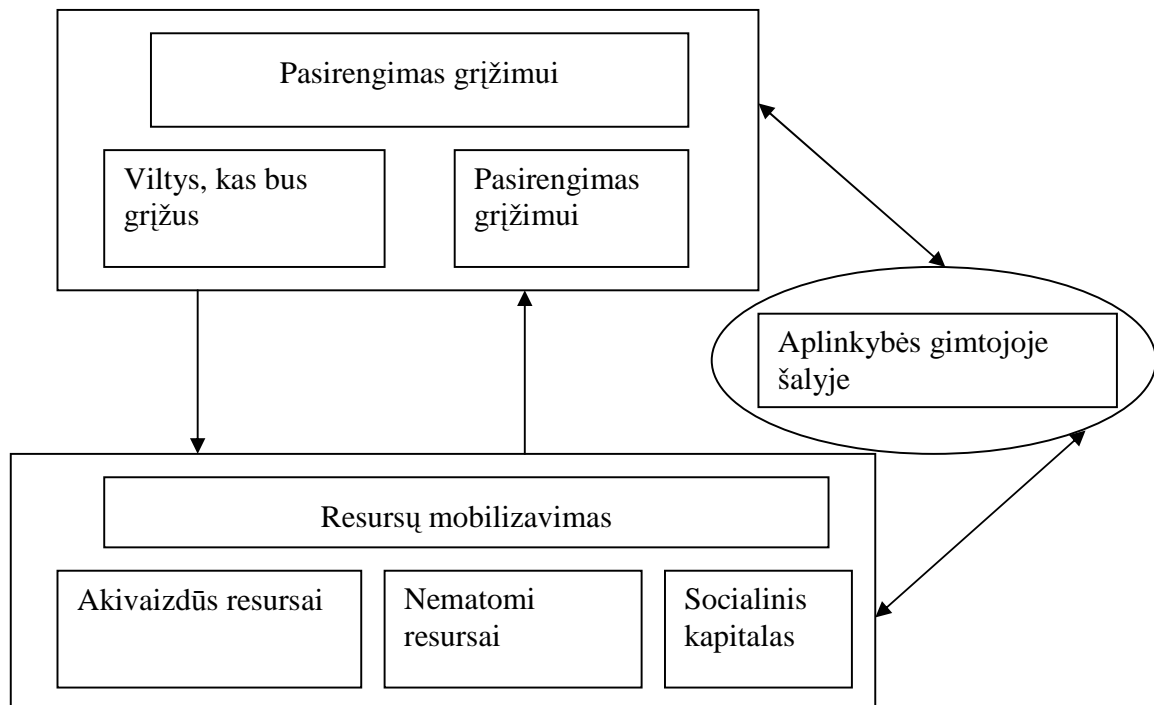 Pasirengimas grįžimui
Viltys, kas bus
grįžus
Pasirengimas
grįžimui
Aplinkybės gimtojoje
šalyje
Resursų mobilizavimas
Akivaizdūs resursai
Nematomi
resursai
Socialinis
kapitalas